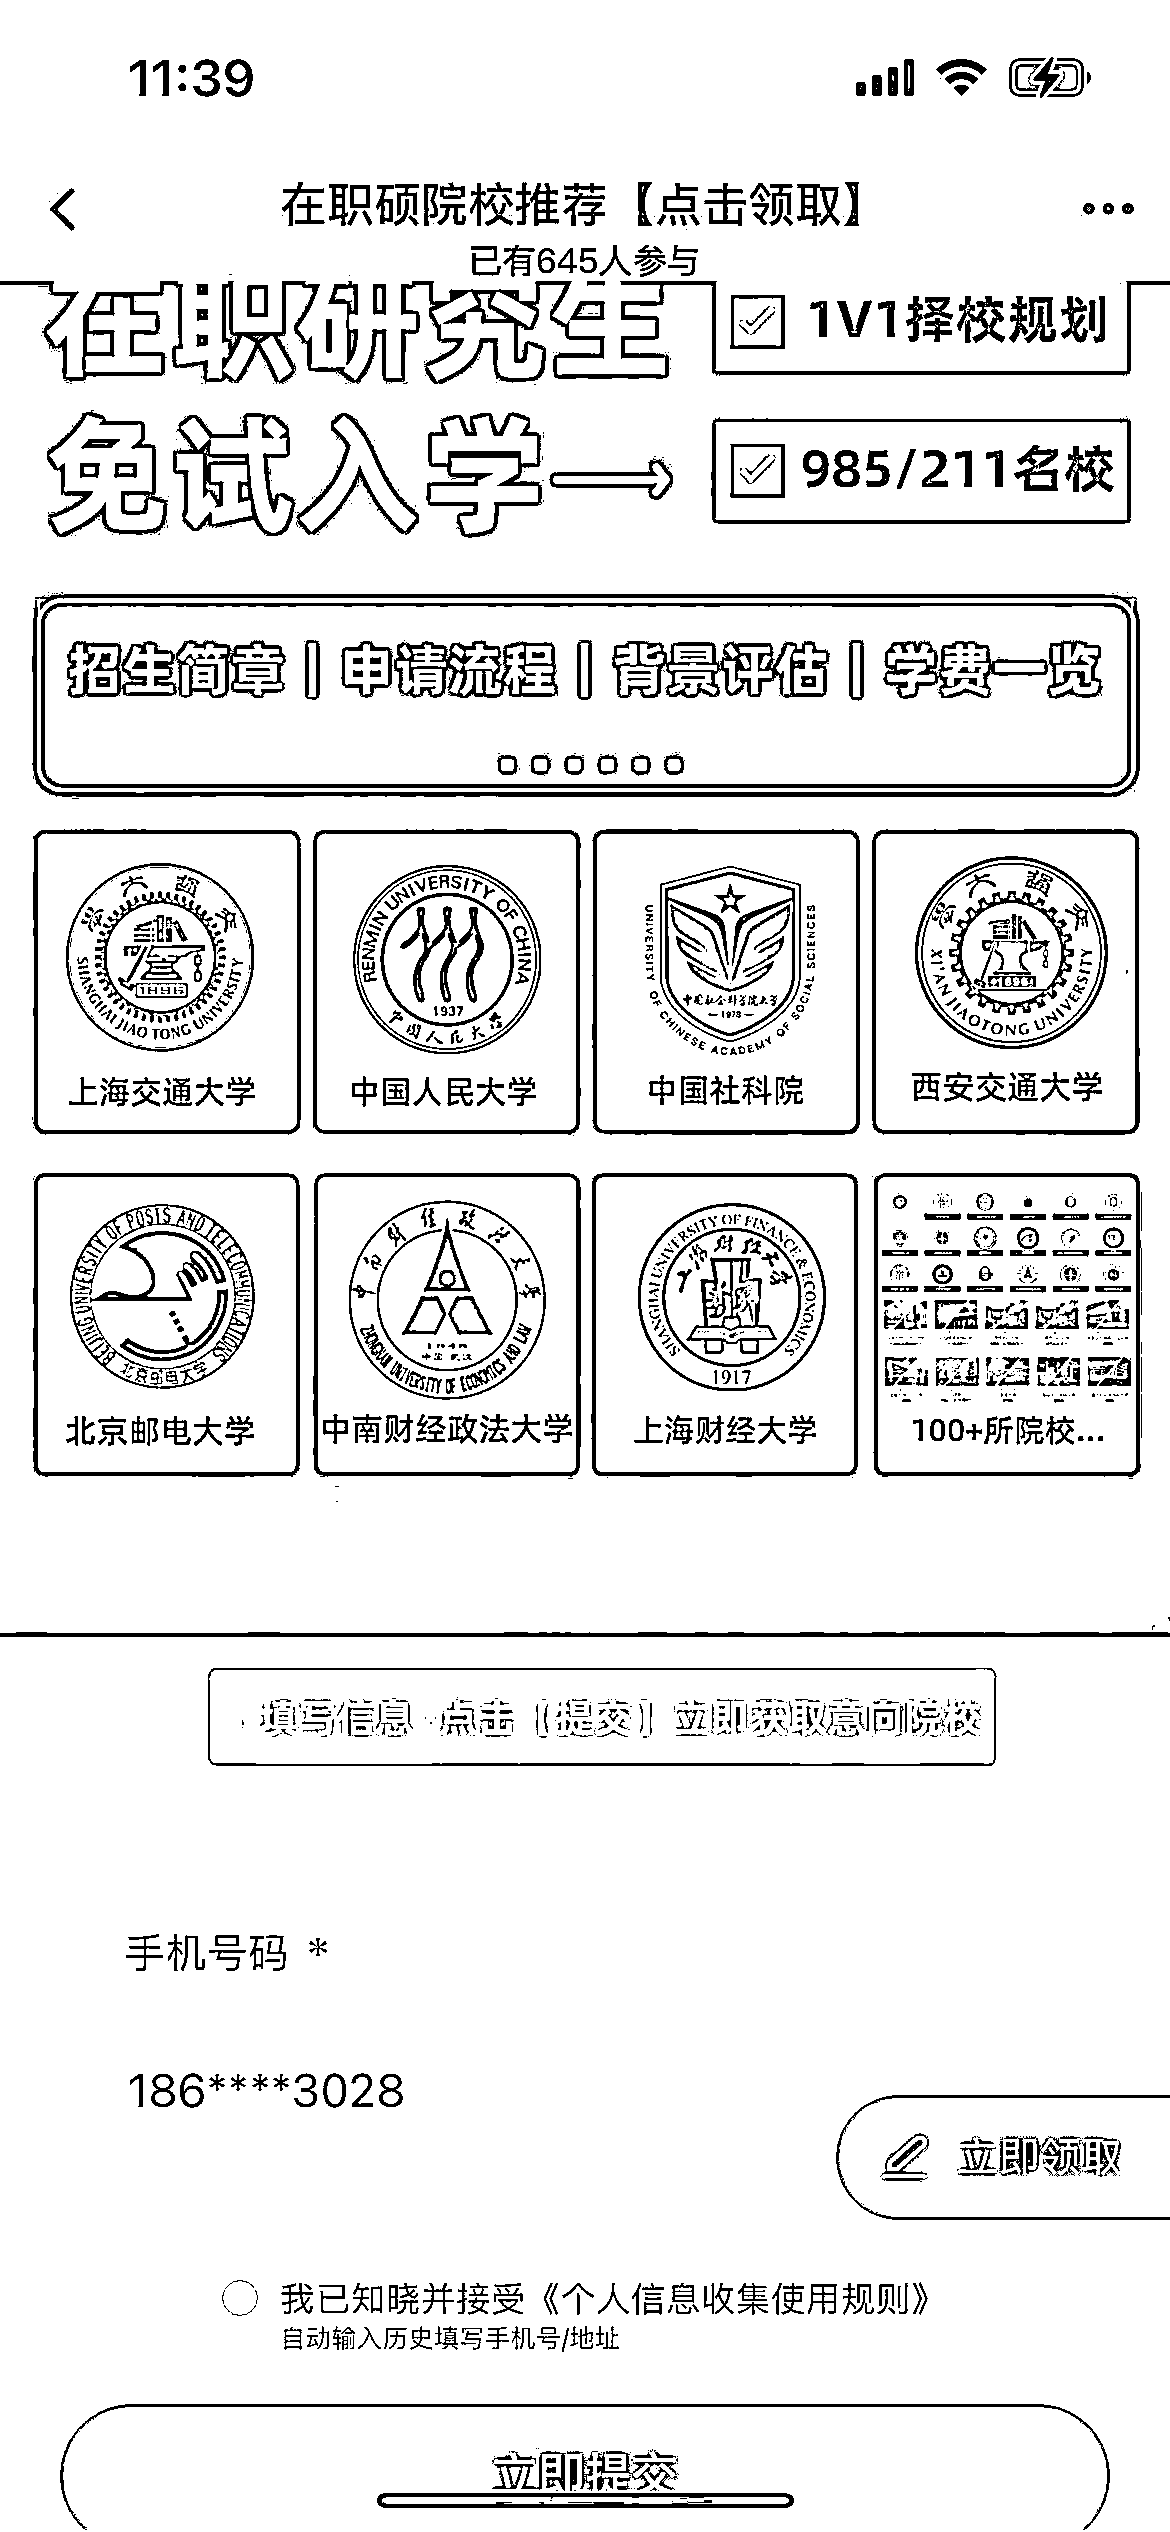 11:39
在职硕院校推荐【点击领取】
已有645人参与
在职研究生
1V1择校规划
免试入学
985/211名校
招生简章 | 申请流程 | 背景评估 | 学费一览
SHANGHAI JIAO TONG UNIVERSITY
1896
上海交通大学
RENMIN UNIVERSITY OF CHINA
1937
中国人民大学
中国人民大学
UNIVERSITY OF CHINESE ACADEMY OF SOCIAL SCIENCES
中国社会科学院大学
1978
中国社科院
XI'AN JIAOTONG UNIVERSITY
1896
西安交通大学
BEIJING UNIVERSITY OF POSTS AND TELECOMMUNICATIONS
北京邮电大学
北京邮电大学
中南财经政法大学
ZHONGNAN UNIVERSITY OF ECONOMICS AND LAW
中南财经政法大学
SHANGHAI UNIVERSITY OF FINANCE & ECONOMICS
上海财经大学
1917
上海财经大学
100+所院校...
填写信息 点击【提交】立即获取意向院校
手机号码 *
186****3028
立即领取
我已知晓并接受《个人信息收集使用规则》
自动输入历史填写手机号/地址
立即提交